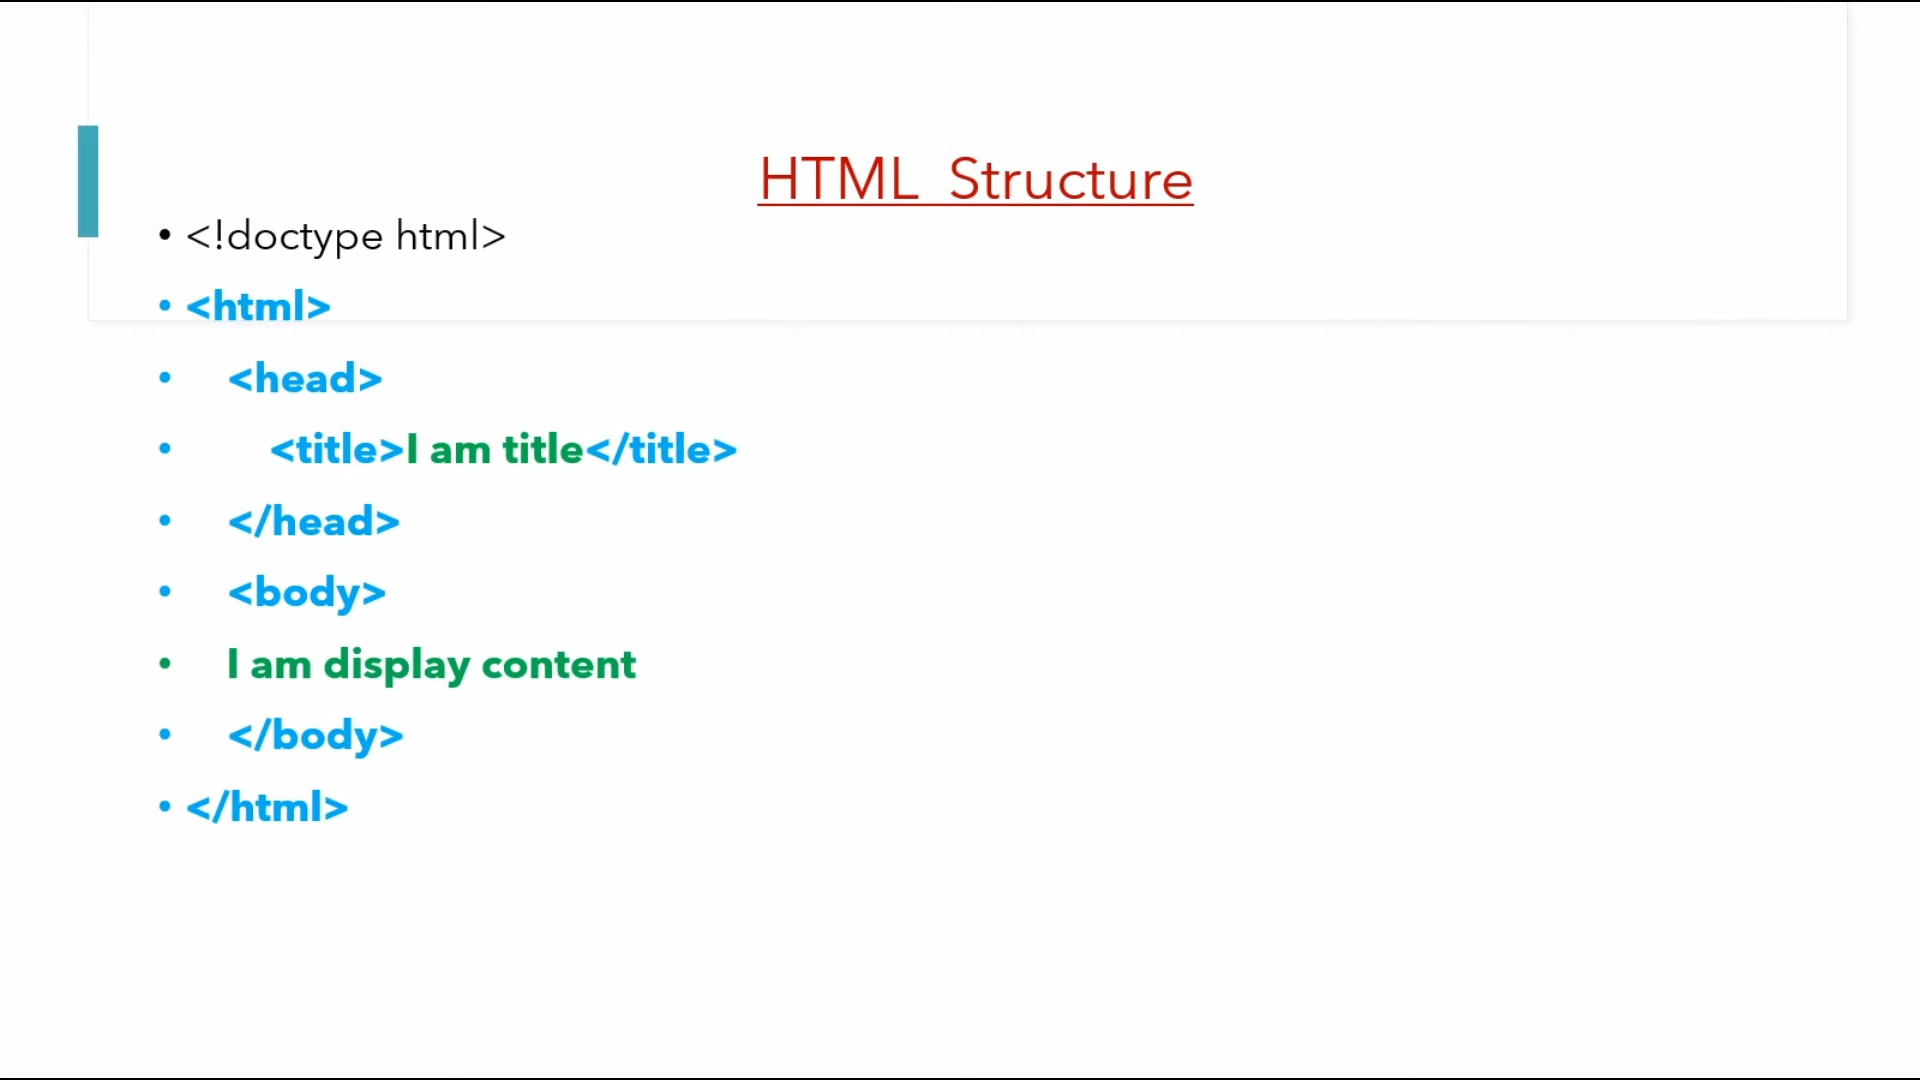 HTML  Structure
• <!doctype html>
• <html>
•    <head>
•       <title>I am title</title>
•    </head>
•    <body>
•    I am display content
•    </body>
• </html>